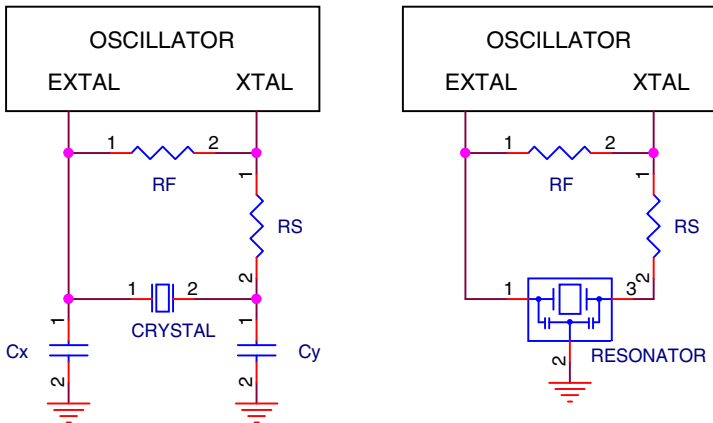 OSCILLATOR
EXTAL XTAL
1 2
RF
1
RS
2
1 2
CRYSTAL
1
Cx
2
1
Cy
2
OSCILLATOR
EXTAL XTAL
1 2
RF
1
RS
2
1 3
RESONATOR
2